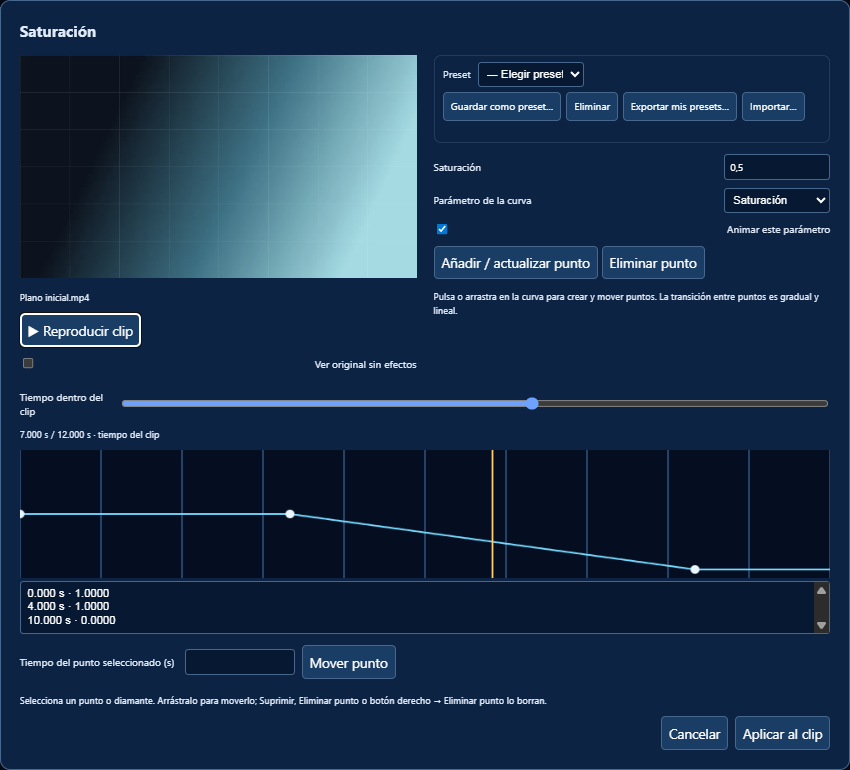 Saturación
Preset — Elegir preset
Guardar como preset... Eliminar Exportar mis presets... Importar...
Saturación 0,5
Parámetro de la curva Saturación
Animar este parámetro
Añadir / actualizar punto Eliminar punto
Pulsa o arrastra en la curva para crear y mover puntos. La transición entre puntos es gradual y
lineal.
Plano inicial.mp4
▶ Reproducir clip
Ver original sin efectos
Tiempo dentro del
clip
7.000 s / 12.000 s · tiempo del clip
0.000 s · 1.0000
4.000 s · 1.0000
10.000 s · 0.0000
Tiempo del punto seleccionado (s) Mover punto
Selecciona un punto o diamante. Arrástralo para moverlo; Suprimir, Eliminar punto o botón derecho → Eliminar punto lo borran.
Cancelar Aplicar al clip